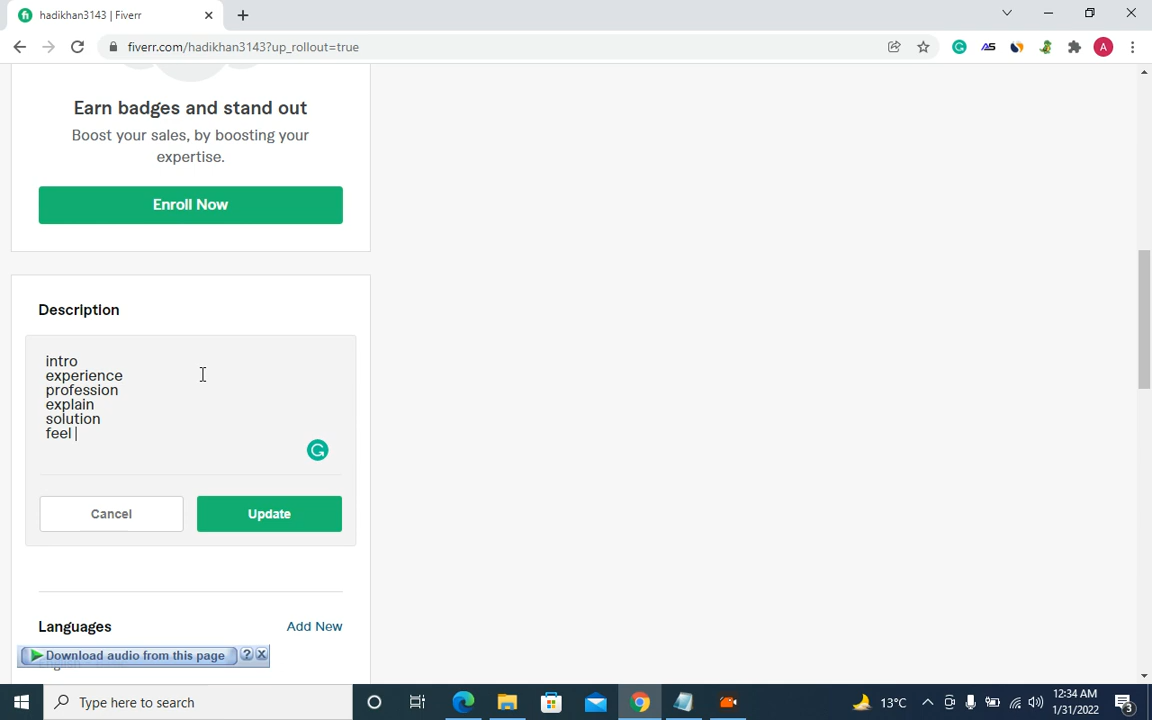 hadikhan3143 | Fiverr
fiverr.com/hadikhan3143?up_rollout=true
A
Earn badges and stand out
Boost your sales, by boosting your
expertise.
Enroll Now
Description
intro
experience
profession
explain
solution
feel
Cancel
Update
Languages
Add New
Download audio from this page
Type here to search
13°C
12:34 AM
1/31/2022
3